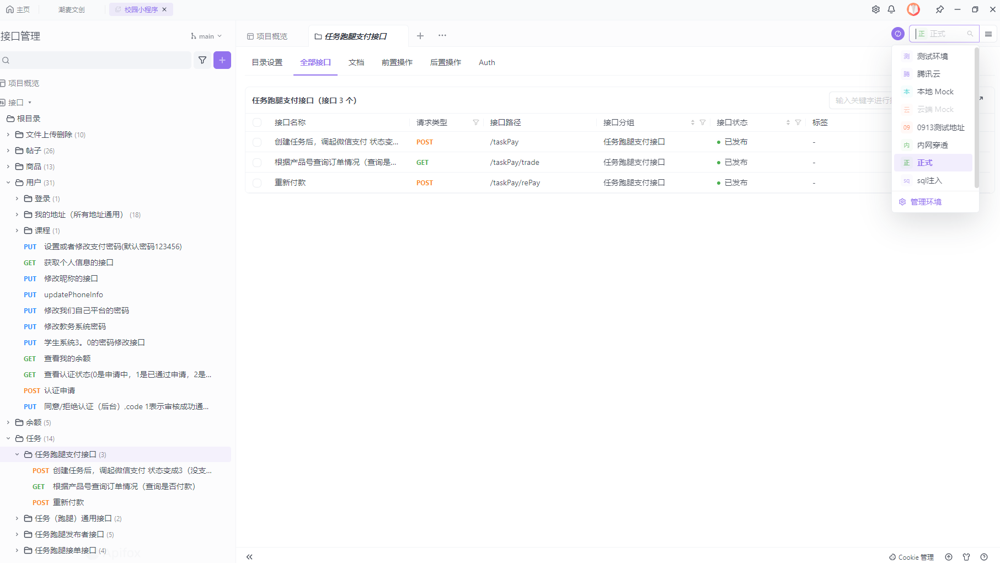 主页
潮麦文创
校园小程序
接口管理
main
项目概览
任务跑腿支付接口
正 正式
目录设置
全部接口
文档
前置操作
后置操作
Auth
项目概览
接口
根目录
文件上传删除 (10)
帖子 (26)
商品 (13)
用户 (31)
登录 (1)
我的地址（所有地址通用） (18)
课程 (1)
PUT 设置或者修改支付密码(默认密码123456)
GET 获取个人信息的接口
PUT 修改昵称的接口
PUT updatePhoneInfo
PUT 修改我们自己平台的密码
PUT 修改教务系统密码
PUT 学生系统3。0的密码修改接口
GET 查看我的余额
GET 查看认证状态(0是申请中，1是已通过申请，2是...
POST 认证申请
PUT 同意/拒绝认证（后台）,code 1表示审核成功通...
余额 (5)
任务 (14)
任务跑腿支付接口 (3)
POST 创建任务后，调起微信支付 状态变成3（没支...
GET 根据产品号查询订单情况（查询是否付款）
POST 重新付款
任务（跑腿）通用接口 (2)
任务跑腿发布者接口 (5)
任务跑腿接单接口 (4)
Apifox
任务跑腿支付接口（接口 3 个）
输入关键字进行
接口名称 请求类型 接口路径 接口分组 接口状态 标签
创建任务后，调起微信支付 状态变... POST /taskPay 任务跑腿支付接口 已发布 -
根据产品号查询订单情况（查询是... GET /taskPay/trade 任务跑腿支付接口 已发布 -
重新付款 POST /taskPay/rePay 任务跑腿支付接口 已发布 -
测 测试环境
腾 腾讯云
本 本地 Mock
云 云端 Mock
09 0913测试地址
内 内网穿透
正 正式
sq sql注入
管理环境
Cookie 管理